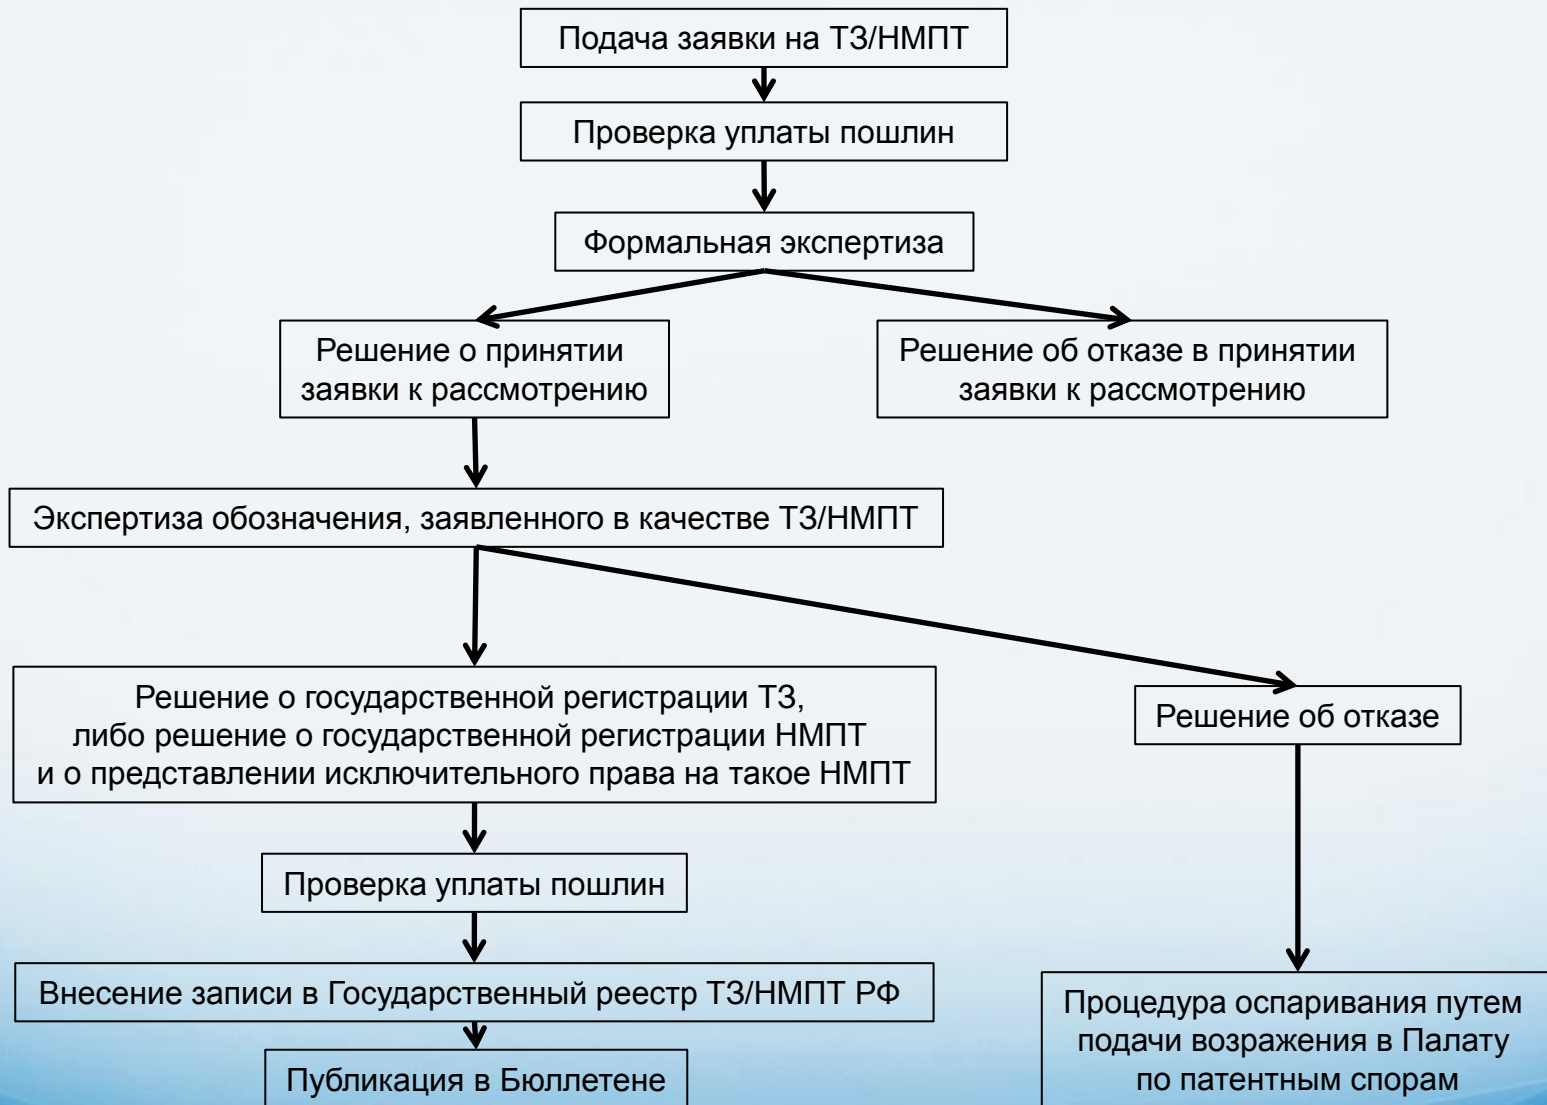 Подача заявки на ТЗ/НМПТ
Проверка уплаты пошлин
Формальная экспертиза
Решение о принятии
заявки к рассмотрению
Решение об отказе в принятии
заявки к рассмотрению
Экспертиза обозначения, заявленного в качестве ТЗ/НМПТ
Решение о государственной регистрации ТЗ,
либо решение о государственной регистрации НМПТ
и о представлении исключительного права на такое НМПТ
Решение об отказе
Проверка уплаты пошлин
Внесение записи в Государственный реестр ТЗ/НМПТ РФ
Публикация в Бюллетене
Процедура оспаривания путем
подачи возражения в Палату
по патентным спорам